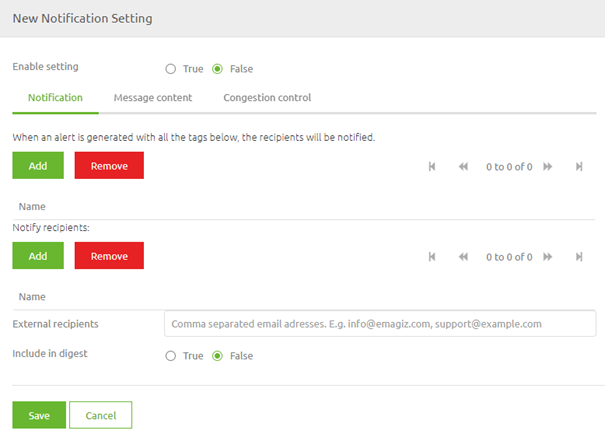 New Notification Setting
Enable setting True False
Notification Message content Congestion control
When an alert is generated with all the tags below, the recipients will be notified.
Add Remove 0 to 0 of 0
Name
Notify recipients:
Add Remove 0 to 0 of 0
Name
External recipients Comma separated email adresses. E.g. info@emagiz.com, support@example.com
Include in digest True False
Save Cancel